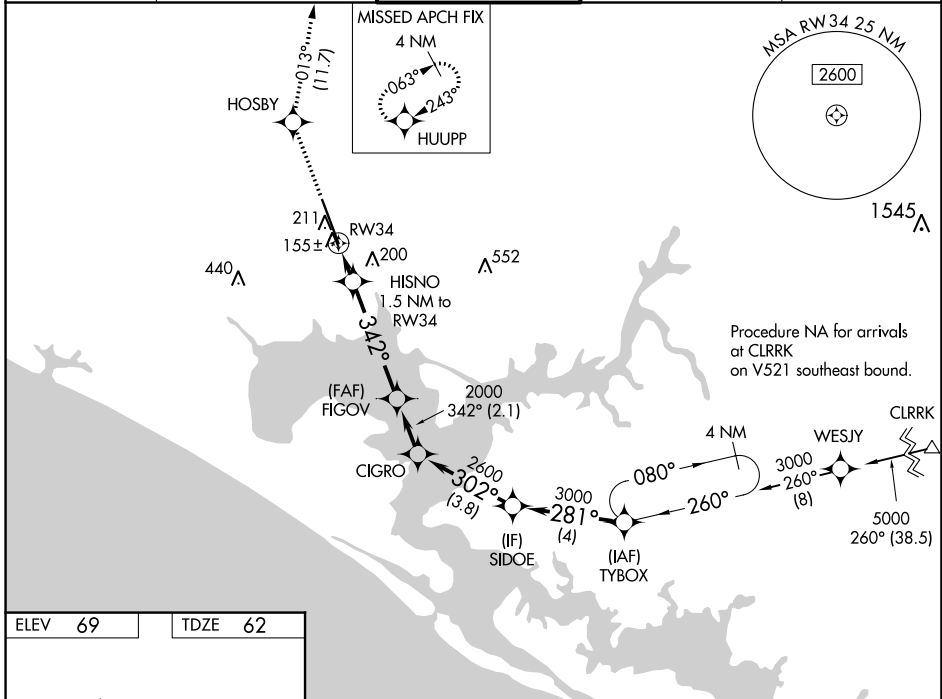 MISSED APCH FIX
4 NM
063°
243°
HUUPP
013°
(11.7)
HOSBY
MSA RW34 25 NM
2600
1545
211
RW34
155±
200
552
440
HISNO
1.5 NM to
RW34
342°
Procedure NA for arrivals
at CLRRK
on V521 southeast bound.
(FAF)
FIGOV
2000
342° (2.1)
CIGRO
2600
302°
(3.8)
3000
281°
(4)
(IF)
SIDOE
(IAF)
TYBOX
4 NM
080°
260°
WESJY
3000
260°
(8)
CLRRK
5000
260° (38.5)
ELEV 69
TDZE 62